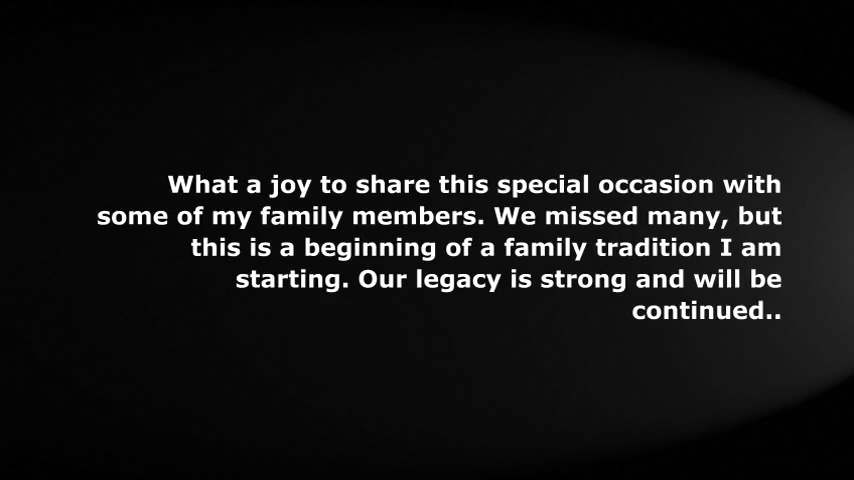 What a joy to share this special occasion with
some of my family members. We missed many, but
this is a beginning of a family tradition I am
starting. Our legacy is strong and will be
continued..